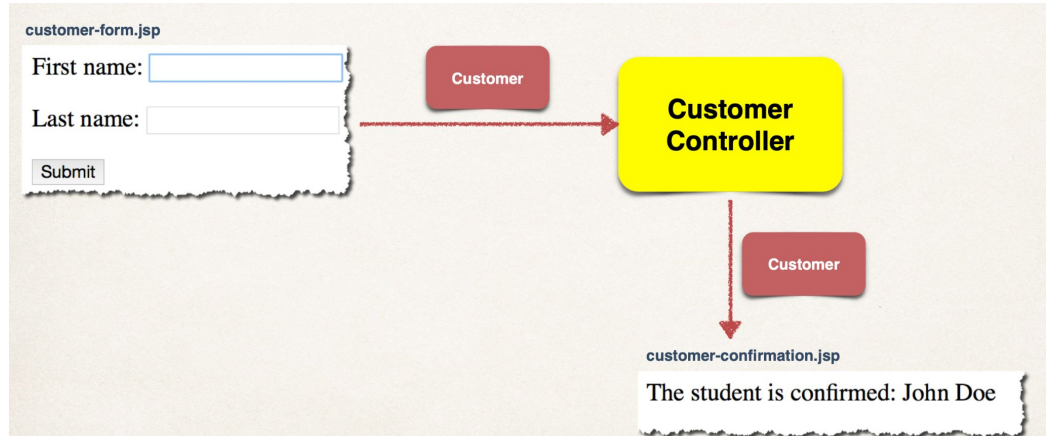 customer-form.jsp
First name:
Last name:
Submit
Customer
Customer
Controller
Customer
customer-confirmation.jsp
The student is confirmed: John Doe